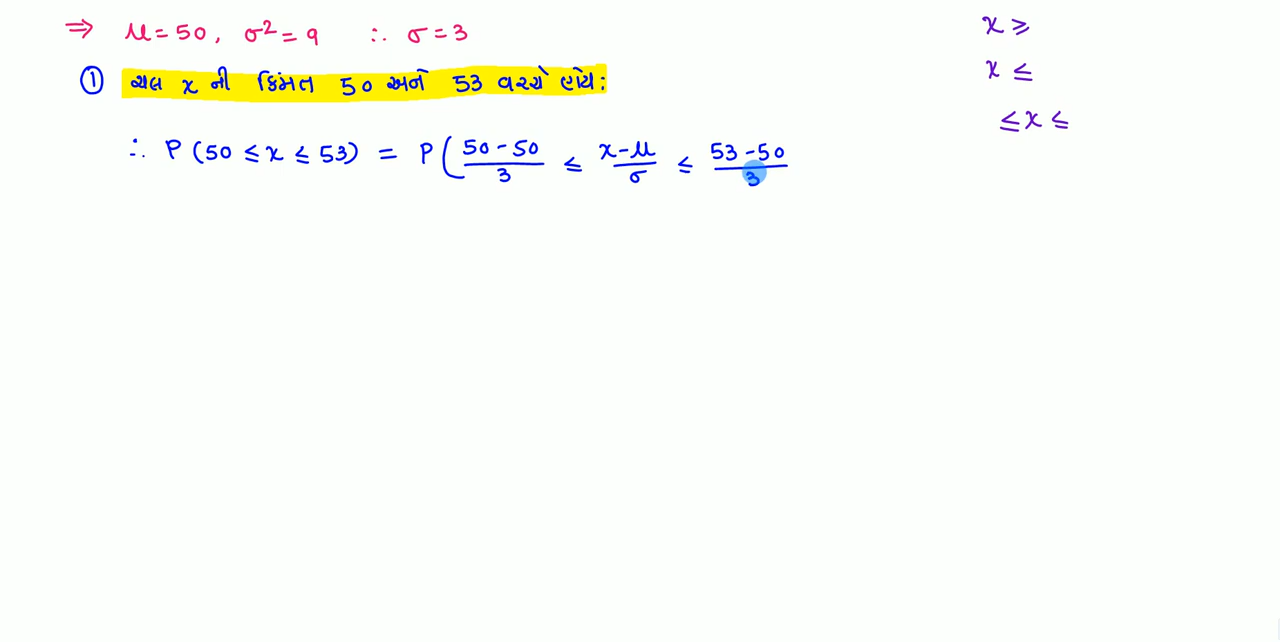 ⇒ μ = 50, σ² = 9 ∴ σ = 3
① ચલ x ની કિંમત 50 અને 53 વચ્ચે હોય:
∴ P (50 ≤ x ≤ 53) = P ( 50 - 50 / 3 ≤ x - μ / σ ≤ 53 - 50 / 3
x ≥
x ≤
≤ x ≤